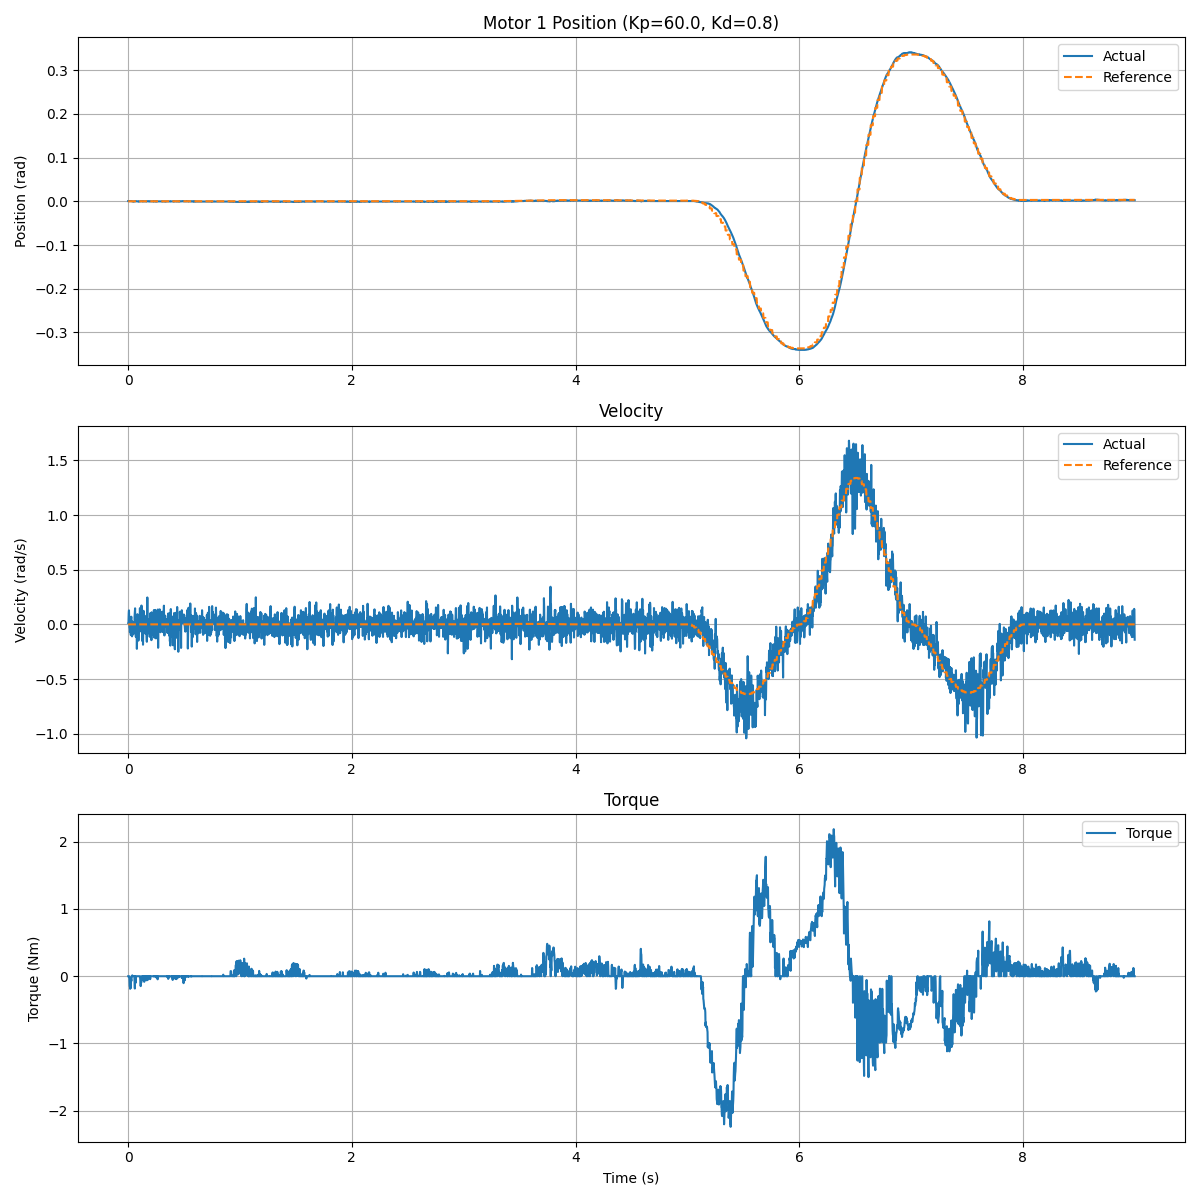 Motor 1 Position (Kp=60.0, Kd=0.8)
Actual
Reference
Position (rad)
0.3
0.2
0.1
0.0
−0.1
−0.2
−0.3
0 2 4 6 8
Velocity
Actual
Reference
Velocity (rad/s)
1.5
1.0
0.5
0.0
−0.5
−1.0
0 2 4 6 8
Torque
Torque
Torque (Nm)
2
1
0
−1
−2
0 2 4 6 8
Time (s)